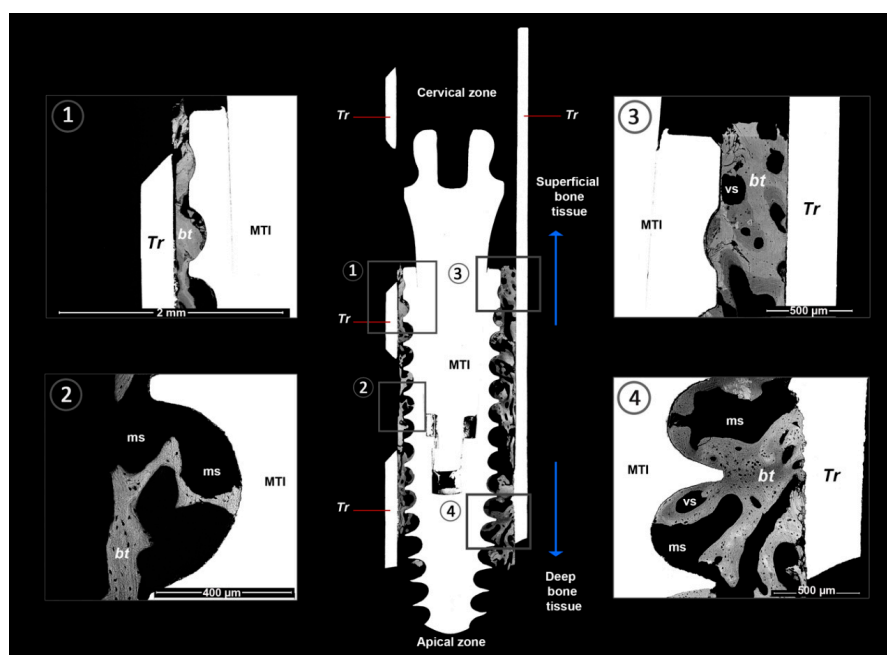 1
Tr
bt
MTI
2 mm
2
ms
ms
MTI
bt
400 µm
Cervical zone
Tr
Tr
Superficial
bone
tissue
1
3
Tr
MTI
2
Tr
4
Deep
bone
tissue
Apical zone
3
vs
bt
MTI
Tr
500 µm
4
ms
MTI
bt
Tr
vs
ms
500 µm